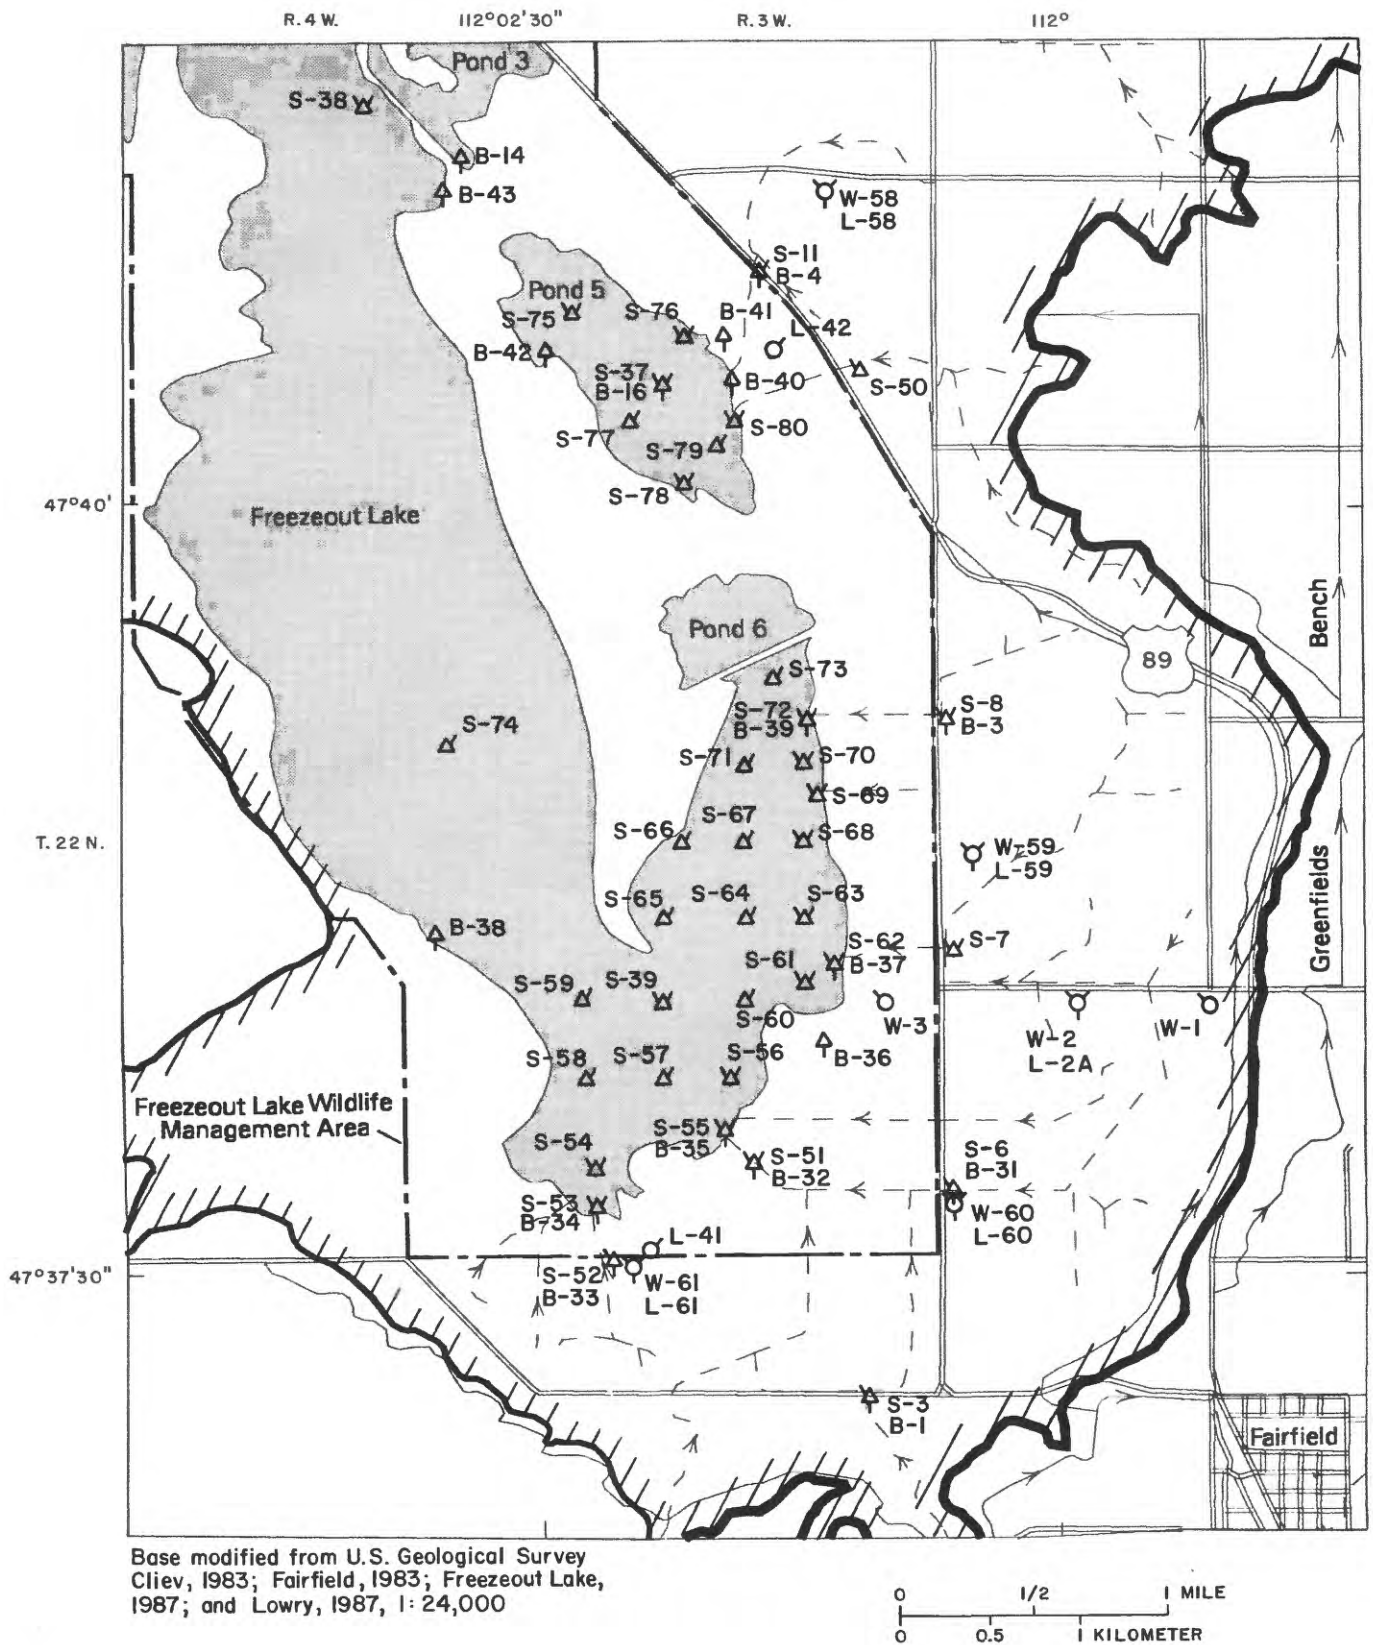 R. 4 W.
112°02'30"
R. 3 W.
112°
Pond 3
S-38
B-14
B-43
W-58
L-58
S-11
B-4
Pond 5
S-75
S-76
B-41
L-42
B-42
S-37
B-16
B-40
S-50
S-77
S-79
S-80
S-78
47°40'
Freezeout Lake
Pond 6
Bench
89
S-73
S-72
B-39
S-8
B-3
S-74
S-71
S-70
S-69
S-67
S-66
S-68
T. 22 N.
W-59
L-59
Greenfields
S-65
S-64
S-63
B-38
S-62
B-37
S-7
S-61
S-59
S-39
S-60
W-3
W-2
L-2A
W-1
B-36
S-58
S-57
S-56
Freezeout Lake Wildlife
Management Area
S-55
B-35
S-54
S-51
B-32
S-6
B-31
S-53
B-34
W-60
L-60
L-41
S-52
B-33
W-61
L-61
47°37'30"
S-3
B-1
Fairfield
Base modified from U.S. Geological Survey
Cliev, 1983; Fairfield, 1983; Freezeout Lake,
1987; and Lowry, 1987, 1:24,000
0 1/2 1 MILE
0 0.5 1 KILOMETER